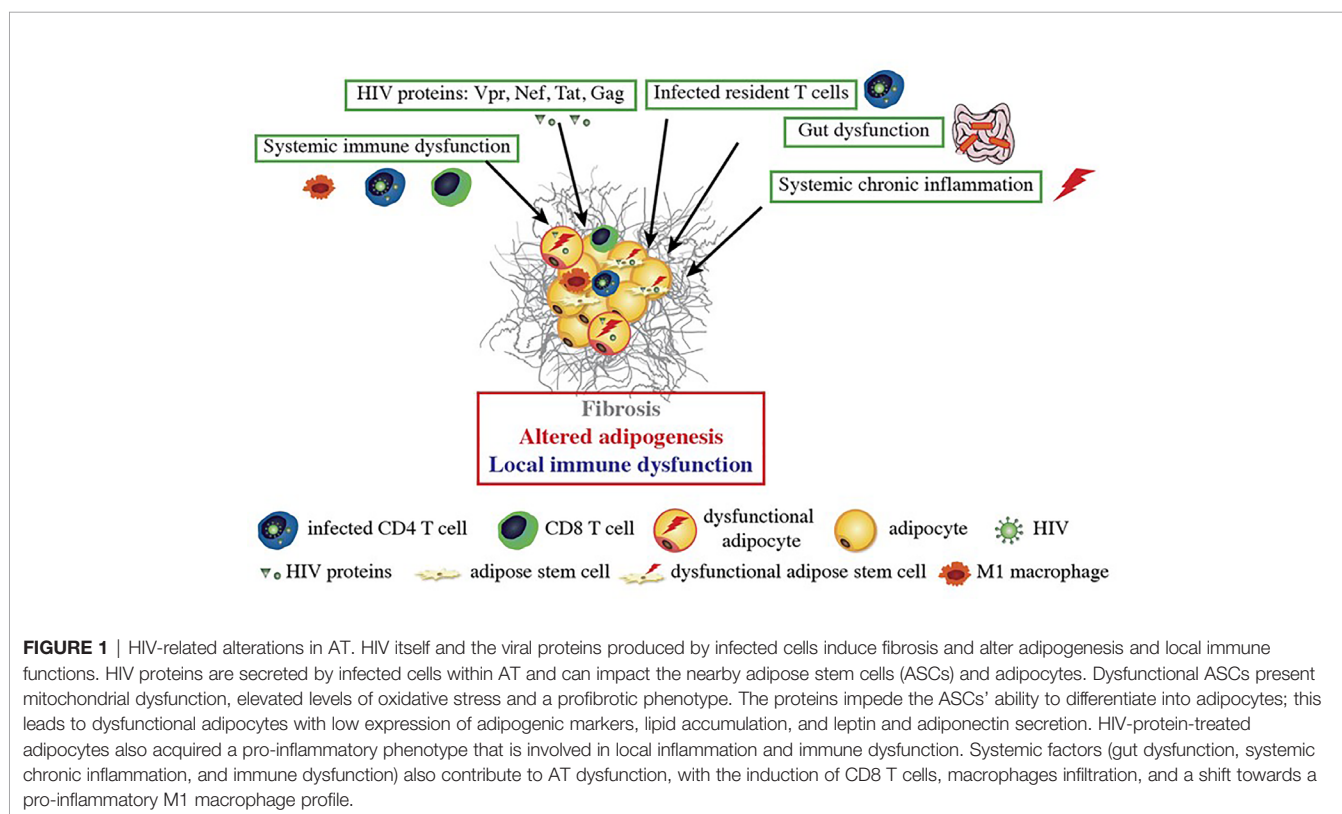 HIV proteins: Vpr, Nef, Tat, Gag
Infected resident T cells
Gut dysfunction
Systemic immune dysfunction
Systemic chronic inflammation
Fibrosis
Altered adipogenesis
Local immune dysfunction
infected CD4 T cell
CD8 T cell
dysfunctional
adipocyte
adipocyte
HIV
HIV proteins
adipose stem cell
dysfunctional adipose stem cell
M1 macrophage
FIGURE 1 | HIV-related alterations in AT. HIV itself and the viral proteins produced by infected cells induce fibrosis and alter adipogenesis and local immune
functions. HIV proteins are secreted by infected cells within AT and can impact the nearby adipose stem cells (ASCs) and adipocytes. Dysfunctional ASCs present
mitochondrial dysfunction, elevated levels of oxidative stress and a profibrotic phenotype. The proteins impede the ASCs' ability to differentiate into adipocytes; this
leads to dysfunctional adipocytes with low expression of adipogenic markers, lipid accumulation, and leptin and adiponectin secretion. HIV-protein-treated
adipocytes also acquired a pro-inflammatory phenotype that is involved in local inflammation and immune dysfunction. Systemic factors (gut dysfunction, systemic
chronic inflammation, and immune dysfunction) also contribute to AT dysfunction, with the induction of CD8 T cells, macrophages infiltration, and a shift towards a
pro-inflammatory M1 macrophage profile.